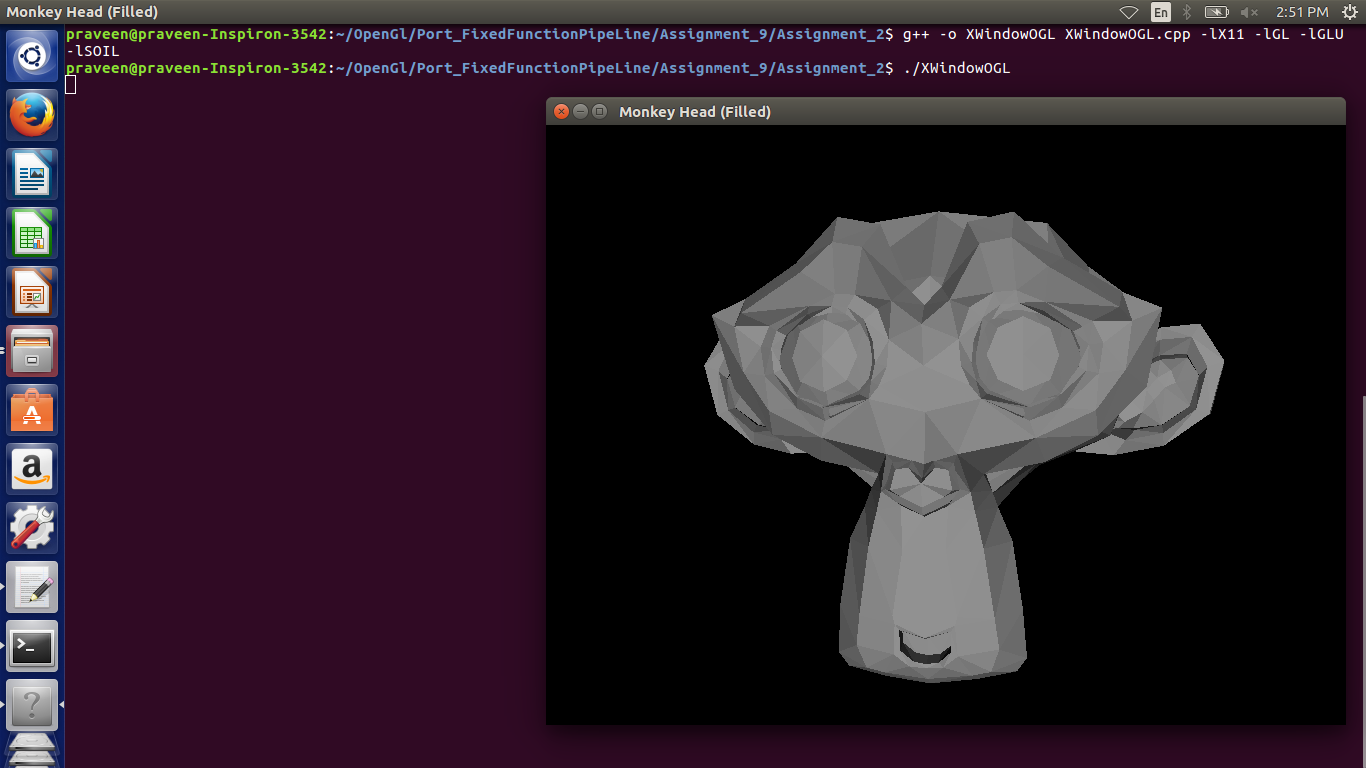 Monkey Head (Filled)
En
2:51 PM
praveen@praveen-Inspiron-3542:~/OpenGl/Port_FixedFunctionPipeLine/Assignment_9/Assignment_2$ g++ -o XWindowOGL XWindowOGL.cpp -lX11 -lGL -lGLU
-lSOIL
praveen@praveen-Inspiron-3542:~/OpenGl/Port_FixedFunctionPipeLine/Assignment_9/Assignment_2$ ./XWindowOGL
Monkey Head (Filled)
A
a
>_
?